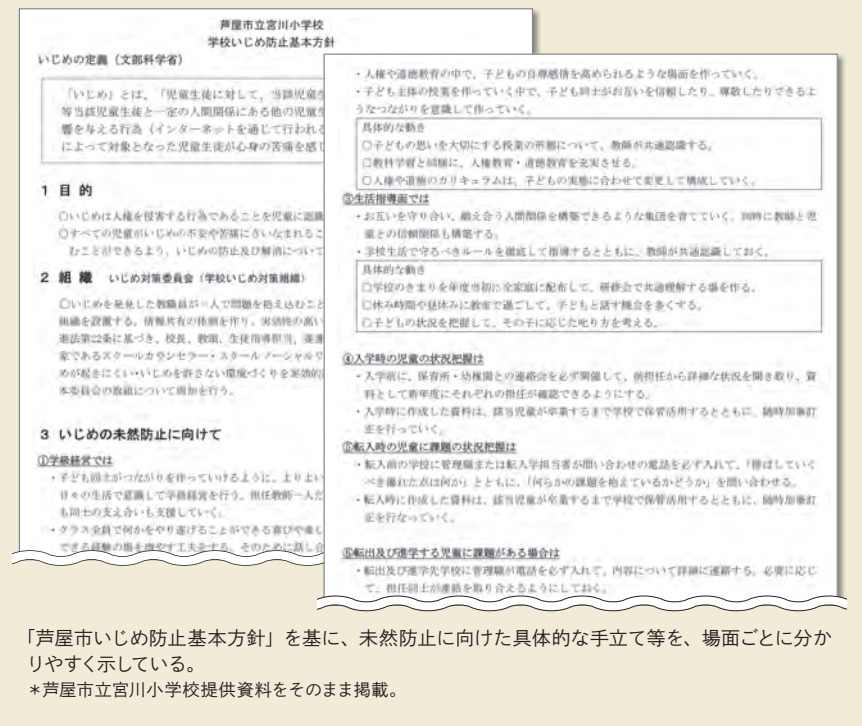 芦屋市立宮川小学校
学校いじめ防止基本方針
いじめの定義（文部科学省）
「いじめ」とは、「児童生徒に対して、当該児童生
等当該児童生徒と一定の人間関係にある他の児童生
響を与える行為（インターネットを通じて行われる
によって対象となった児童生徒が心身の苦痛を感じ
1 目 的
○いじめは人権を侵害する行為であることを児童に認識
○すべての児童がいじめの不安や苦痛にさいなまれるこ
むことができるよう、いじめの防止及び解消について
2 組 織 いじめ対策委員会（学校いじめ対策組織）
○いじめを発見した教職員が一人で問題を抱え込むこと
組織を設置する。情報共有の体制を作り、実効性の高い
進法第22条に基づき、校長、教頭、生徒指導担当、養護
家であるスクールカウンセラー・スクールソーシャルワ
めが起きにくい・いじめを許さない環境づくりを実効的
本委員会の取組について周知を行う。
3 いじめの未然防止に向けて
①学級経営では
・子ども同士がつながりを作っていけるように、よりよい
日々の生活で意識して学級経営を行う。担任教師一人だ
も同士の支え合いも支援していく。
・クラス全員で何かをやり遂げることができる喜びや楽し
できる経験の場を増やす工夫をする。そのために話し合
・人権や道徳教育の中で、子どもの自尊感情を高められるような場面を作っていく。
・子ども主体の授業を作っていく中で、子ども同士がお互いを信頼したり、尊敬したりできるよ
うなつながりを意識して作っていく。
具体的な動き
○子どもの思いを大切にする授業の形態について、教師が共通認識する。
○教科学習と同様に、人権教育・道徳教育を充実させる。
○人権や道徳のカリキュラムは、子どもの実態に合わせて変更して構成していく。
③生活指導面では
・お互いを守り合い、鍛え合う人間関係を構築できるような集団を育てていく。同時に教師と児
童との信頼関係も構築する。
・学校生活で守るべきルールを徹底して指導するとともに、教師が共通認識しておく。
具体的な動き
○学校のきまりを年度当初に全家庭に配布して、研修会で共通理解する場を作る。
○休み時間や昼休みに教室で過ごして、子どもと話す機会を多くする。
○子どもの状況を把握して、その子に応じた叱り方を考える。
④入学時の児童の状況把握は
・入学前に、保育所・幼稚園との連絡会を必ず開催して、前担任から詳細な状況を聞き取り、資
料として新年度にそれぞれの担任が確認できるようにする。
・入学時に作成した資料は、該当児童が卒業するまで学校で保管活用するとともに、随時加筆訂
正を行っていく。
⑤転入時の児童に課題の状況把握は
・転入前の学校に管理職または転入学担当者が問い合わせの電話を必ず入れて、「伸ばしていく
べき優れた点は何か」とともに、「何らかの課題を抱えているかどうか」を問い合わせる。
・転入時に作成した資料は、該当児童が卒業するまで学校で保管活用するとともに、随時加筆訂
正を行なっていく。
⑥転出及び進学する児童に課題がある場合は
・転出及び進学先学校に管理職が電話を必ず入れて、内容について詳細に連絡する。必要に応じ
て、担任同士が連絡を取り合えるようにしておく。
「芦屋市いじめ防止基本方針」を基に、未然防止に向けた具体的な手立て等を、場面ごとに分か
りやすく示している。
＊芦屋市立宮川小学校提供資料をそのまま掲載。